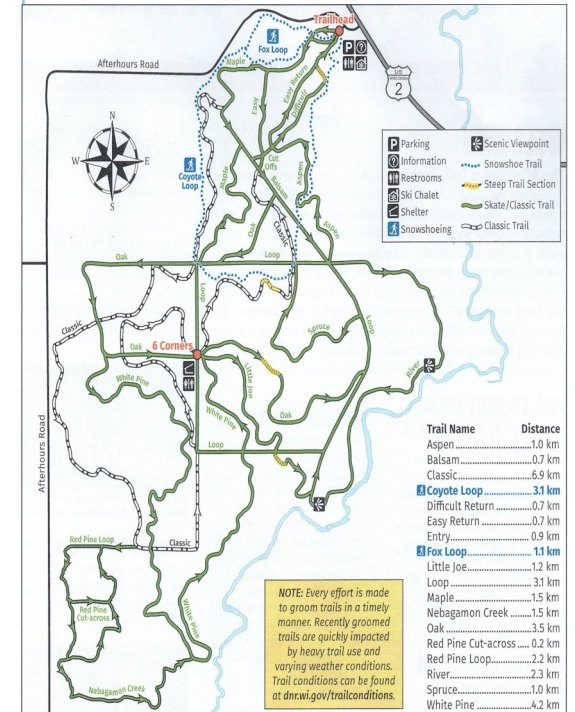 Trailhead
Fox Loop
Afterhours Road
Maple
Easy
Easy Return
Difficult
US
WISCONSIN
2
N
W
E
S
P Parking
Information
Restrooms
Ski Chalet
Shelter
Snowshoeing
Scenic Viewpoint
Snowshoe Trail
Steep Trail Section
Skate/Classic Trail
Classic Trail
Coyote
Loop
Cut
Offs
Maple
Balsam
Aspen
Oak
Classic
Aspen
Oak
Loop
Loop
Classic
Spruce
Loop
Oak
6 Corners
White Pine
Little Joe
River
White Pine
Oak
Loop
Afterhours Road
Red Pine Loop
Classic
Red Pine
Cut-across
White Pine
Nebagamon Creek
NOTE: Every effort is made
to groom trails in a timely
manner. Recently groomed
trails are quickly impacted
by heavy trail use and
varying weather conditions.
Trail conditions can be found
at dnr.wi.gov/trailconditions.
Trail Name Distance
Aspen..............................1.0 km
Balsam............................0.7 km
Classic............................6.9 km
Coyote Loop..................3.1 km
Difficult Return ............0.7 km
Easy Return ..................0.7 km
Entry..............................0.9 km
Fox Loop........................1.1 km
Little Joe........................1.2 km
Loop...............................3.1 km
Maple.............................1.5 km
Nebagamon Creek .......1.5 km
Oak.................................3.5 km
Red Pine Cut-across .... 0.2 km
Red Pine Loop...............2.2 km
River...............................2.3 km
Spruce............................1.0 km
White Pine ....................4.2 km